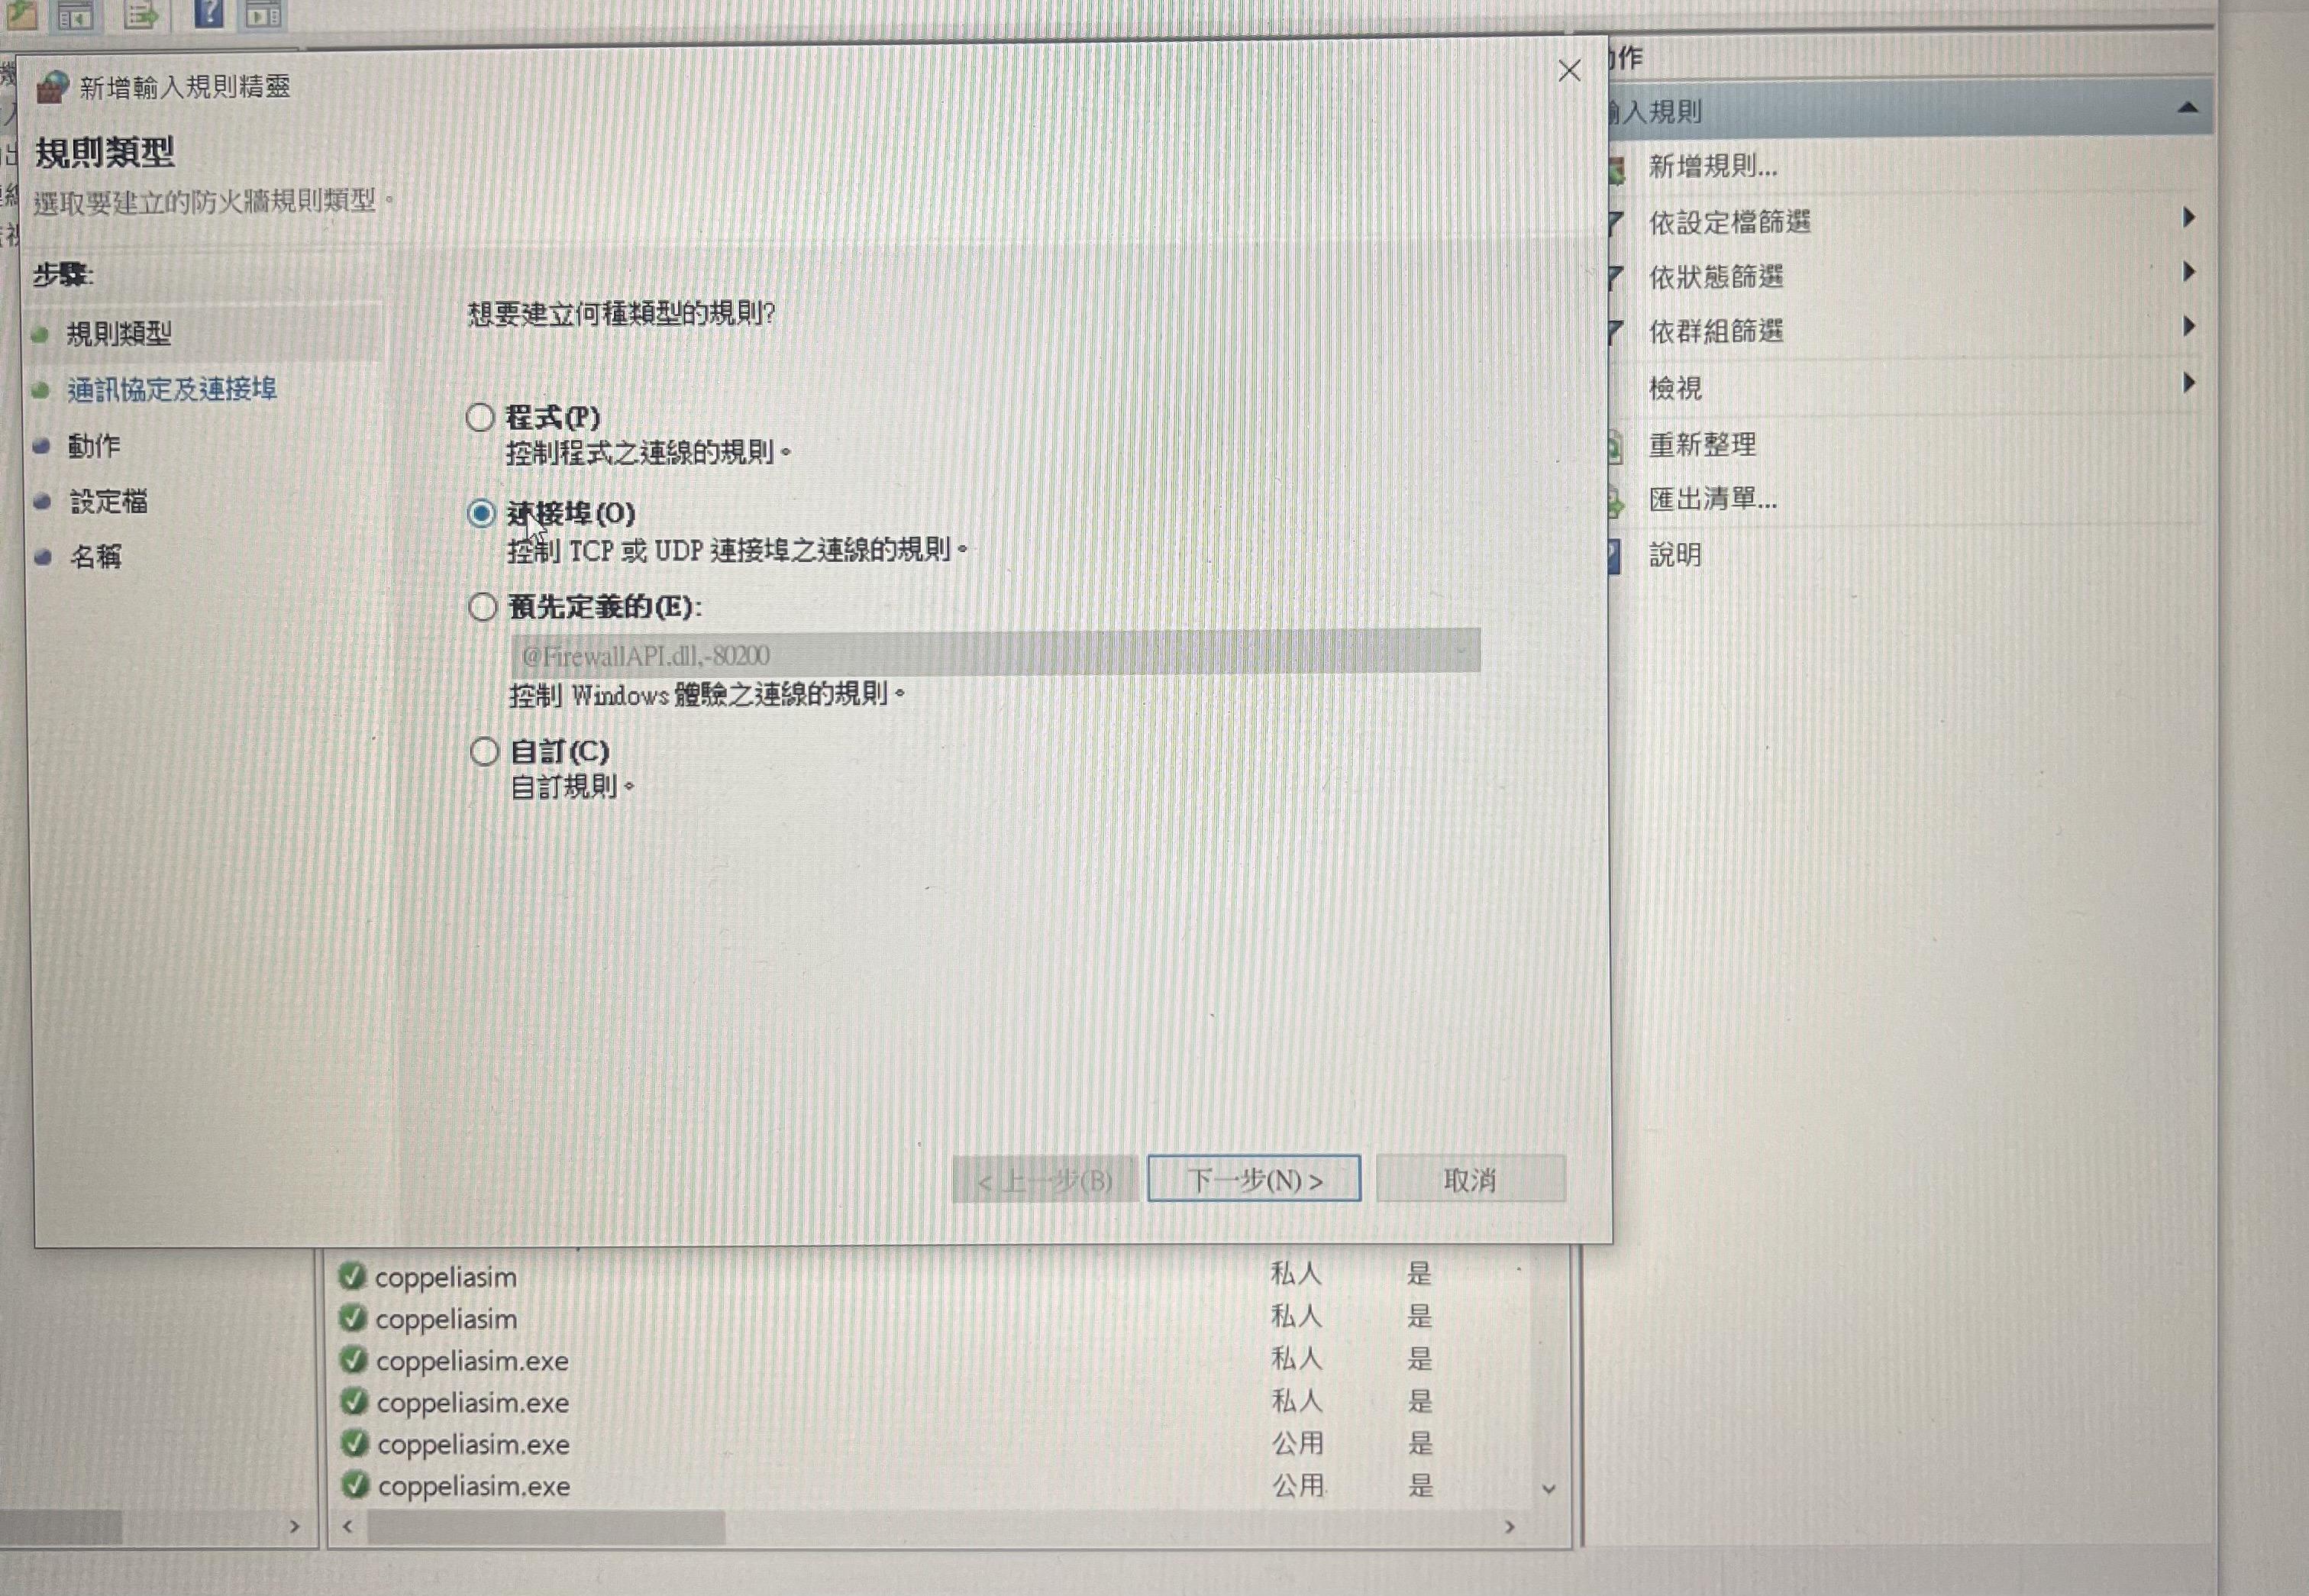 新增輸入規則精靈
規則類型
選取要建立的防火牆規則類型。
步驟:
規則類型
通訊協定及連接埠
動作
設定檔
名稱
想要建立何種類型的規則?
程式(P)
控制程式之連線的規則。
連接埠(O)
控制 TCP 或 UDP 連接埠之連線的規則。
預先定義的(E):
@FirewallAPI.dll,-80200
控制 Windows 體驗之連線的規則。
自訂(C)
自訂規則。
< 上一步(B)
下一步(N) >
取消
作
入規則
新增規則...
依設定檔篩選
依狀態篩選
依群組篩選
檢視
重新整理
匯出清單...
說明
coppeliasim 私人 是
coppeliasim 私人 是
coppeliasim.exe 私人 是
coppeliasim.exe 私人 是
coppeliasim.exe 公用 是
coppeliasim.exe 公用 是